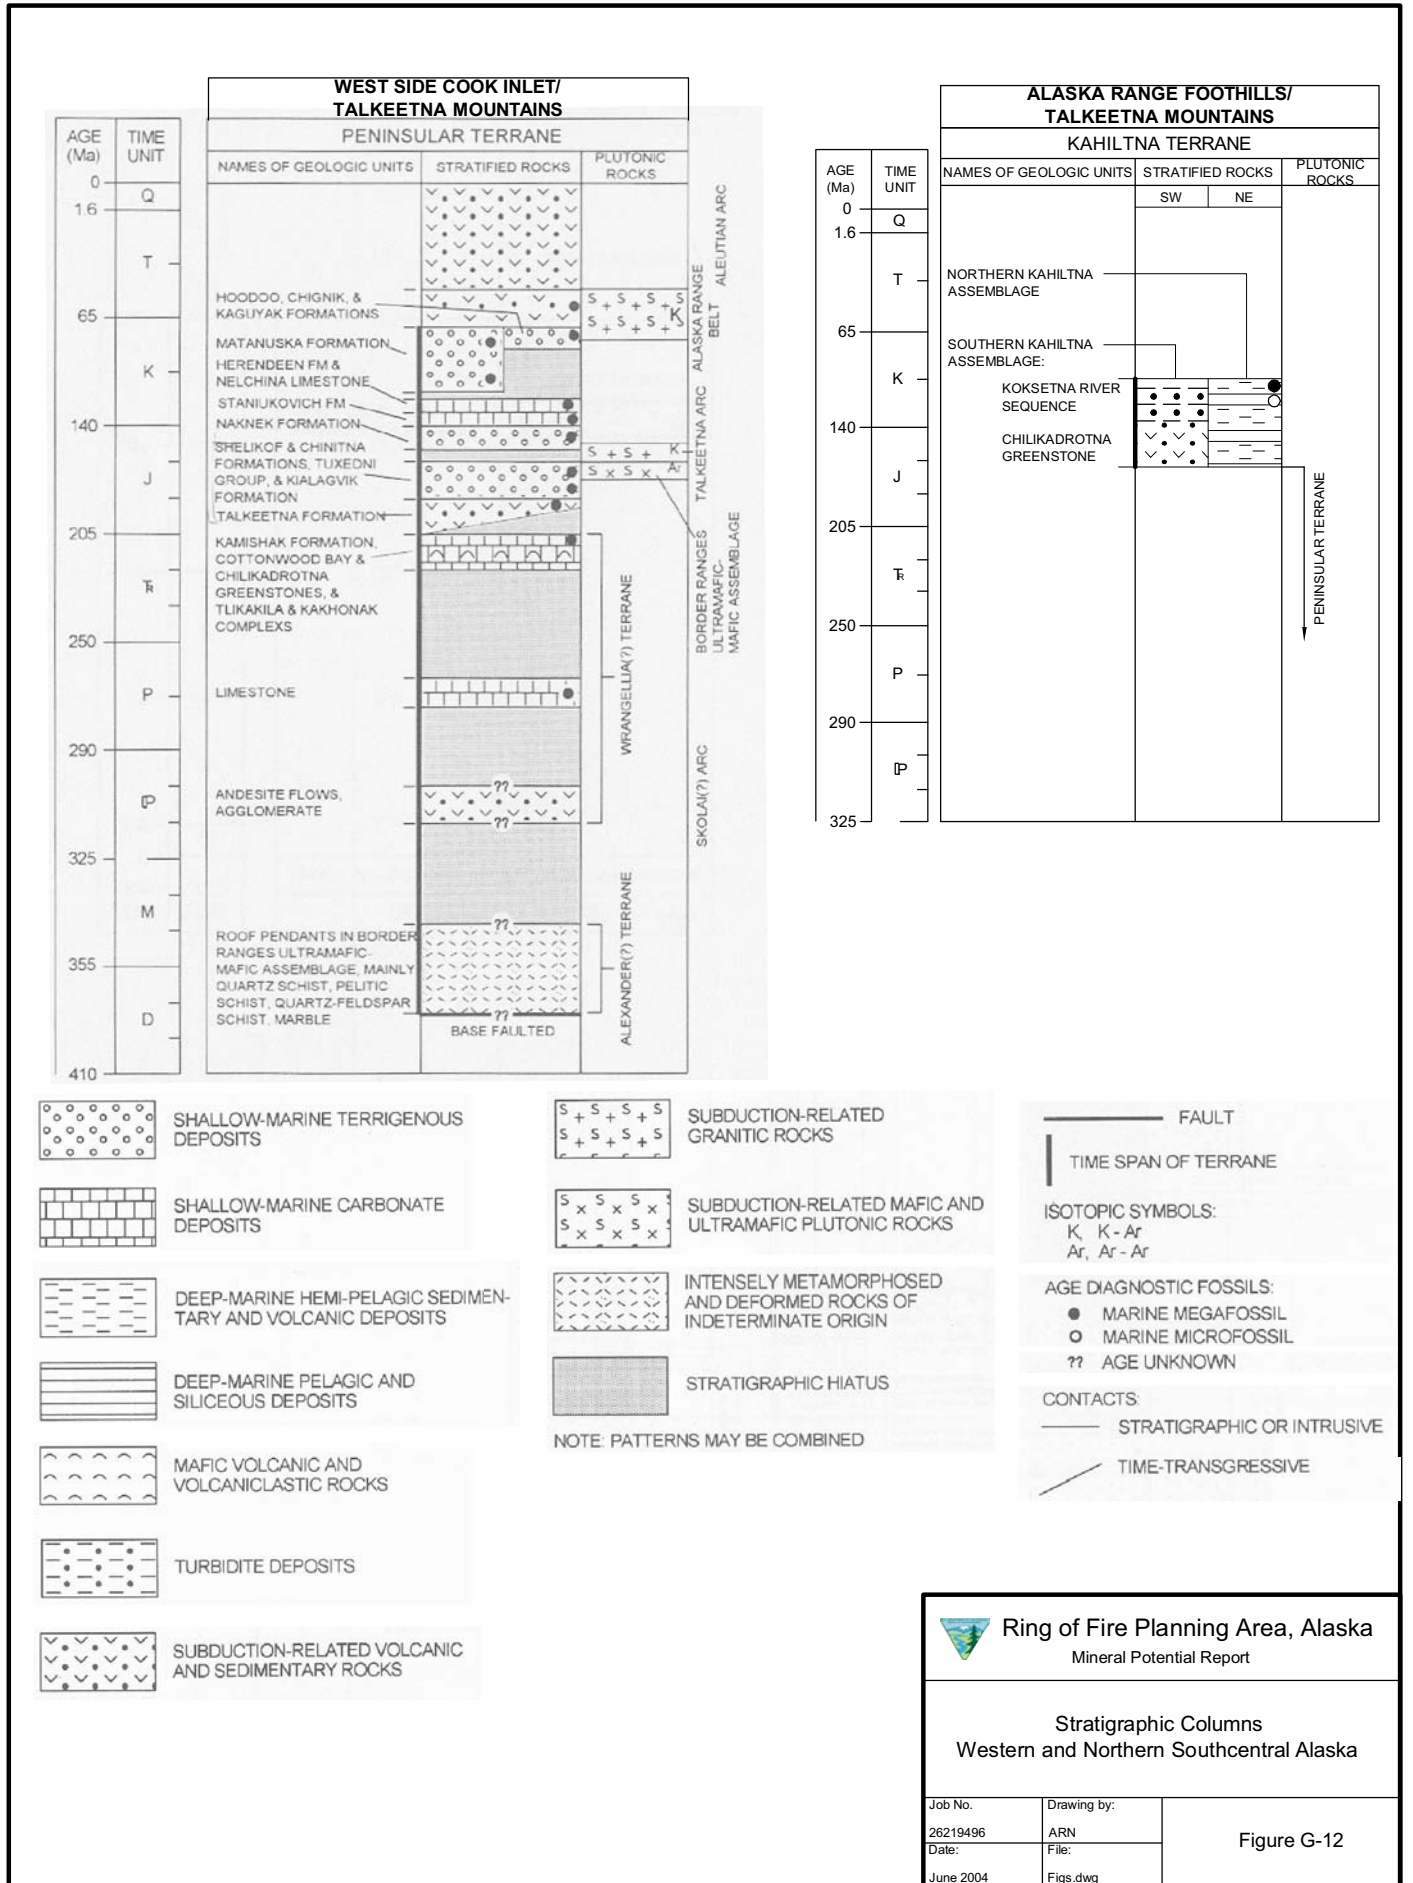 WEST SIDE COOK INLET/
TALKEETNA MOUNTAINS
PENINSULAR TERRANE
AGE
(Ma)
TIME
UNIT
NAMES OF GEOLOGIC UNITS
STRATIFIED ROCKS
PLUTONIC
ROCKS
0
Q
1.6
T
65
K
140
J
205
TR
250
P
290
IP
325
M
355
D
410
HOODOO, CHIGNIK, &
KAGUYAK FORMATIONS
MATANUSKA FORMATION
HERENDEEN FM &
NELCHINA LIMESTONE
STANIUKOVICH FM
NAKNEK FORMATION
SHELIKOF & CHINITNA
FORMATIONS, TUXEDNI
GROUP, & KIALAGVIK
FORMATION
TALKEETNA FORMATION
KAMISHAK FORMATION,
COTTONWOOD BAY &
CHILIKADROTNA
GREENSTONES, &
TLIKAKILA & KAKHONAK
COMPLEXS
LIMESTONE
ANDESITE FLOWS,
AGGLOMERATE
ROOF PENDANTS IN BORDER
RANGES ULTRAMAFIC-
MAFIC ASSEMBLAGE, MAINLY
QUARTZ SCHIST, PELITIC
SCHIST, QUARTZ-FELDSPAR
SCHIST, MARBLE
??
??
??
??
BASE FAULTED
K
K
Ar
WRANGELLIA(?) TERRANE
ALEXANDER(?) TERRANE
ALEUTIAN ARC
ALASKA RANGE
BELT
TALKEETNA ARC
BORDER RANGES
ULTRAMAFIC-
MAFIC ASSEMBLAGE
SKOLAI(?) ARC
ALASKA RANGE FOOTHILLS/
TALKEETNA MOUNTAINS
KAHILTNA TERRANE
AGE
(Ma)
TIME
UNIT
NAMES OF GEOLOGIC UNITS
STRATIFIED ROCKS
PLUTONIC
ROCKS
SW
NE
0
Q
1.6
T
65
K
140
J
205
TR
250
P
290
IP
325
NORTHERN KAHILTNA
ASSEMBLAGE
SOUTHERN KAHILTNA
ASSEMBLAGE:
KOKSETNA RIVER
SEQUENCE
CHILIKADROTNA
GREENSTONE
PENINSULAR TERRANE
SHALLOW-MARINE TERRIGENOUS
DEPOSITS
SHALLOW-MARINE CARBONATE
DEPOSITS
DEEP-MARINE HEMI-PELAGIC SEDIMEN-
TARY AND VOLCANIC DEPOSITS
DEEP-MARINE PELAGIC AND
SILICEOUS DEPOSITS
MAFIC VOLCANIC AND
VOLCANICLASTIC ROCKS
TURBIDITE DEPOSITS
SUBDUCTION-RELATED VOLCANIC
AND SEDIMENTARY ROCKS
SUBDUCTION-RELATED
GRANITIC ROCKS
SUBDUCTION-RELATED MAFIC AND
ULTRAMAFIC PLUTONIC ROCKS
INTENSELY METAMORPHOSED
AND DEFORMED ROCKS OF
INDETERMINATE ORIGIN
STRATIGRAPHIC HIATUS
NOTE: PATTERNS MAY BE COMBINED
FAULT
TIME SPAN OF TERRANE
ISOTOPIC SYMBOLS:
K, K - Ar
Ar, Ar - Ar
AGE DIAGNOSTIC FOSSILS:
MARINE MEGAFOSSIL
MARINE MICROFOSSIL
?? AGE UNKNOWN
CONTACTS:
STRATIGRAPHIC OR INTRUSIVE
TIME-TRANSGRESSIVE
Ring of Fire Planning Area, Alaska
Mineral Potential Report
Stratigraphic Columns
Western and Northern Southcentral Alaska
Job No.
26219496
Drawing by:
ARN
Date:
June 2004
File:
Figs.dwg
Figure G-12